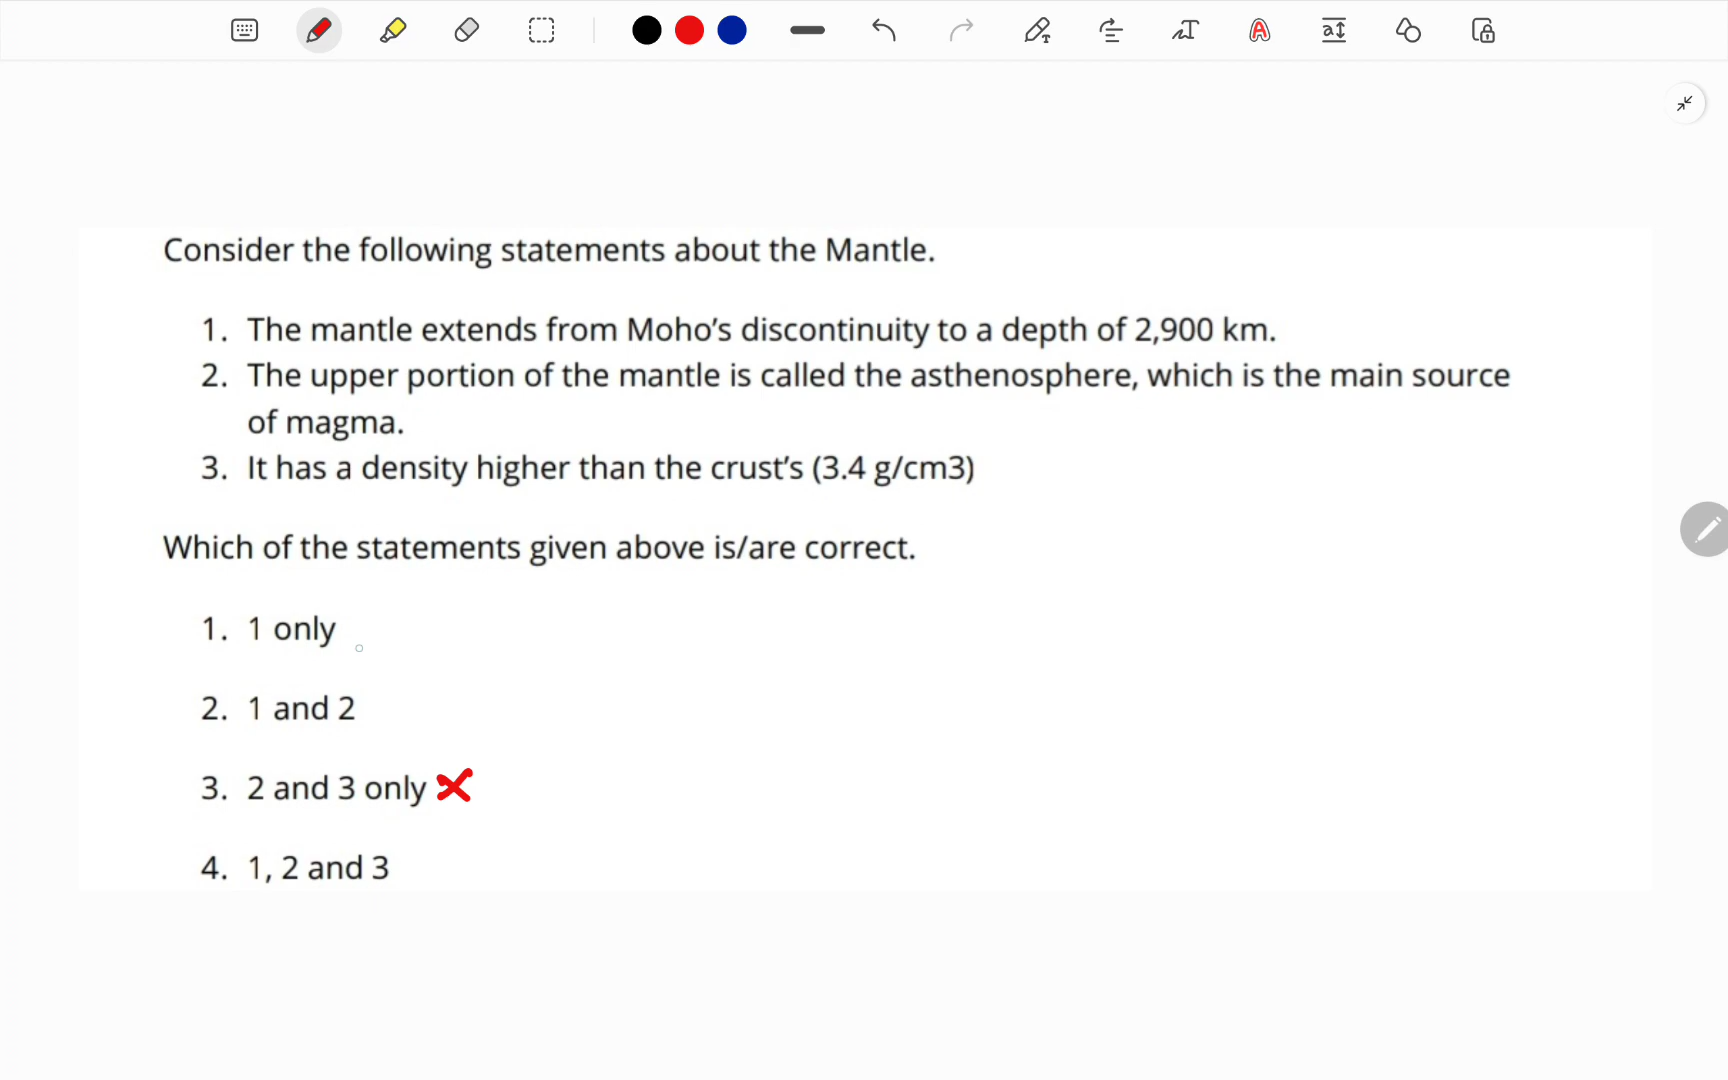 Consider the following statements about the Mantle.
1. The mantle extends from Moho’s discontinuity to a depth of 2,900 km.
2. The upper portion of the mantle is called the asthenosphere, which is the main source
of magma.
3. It has a density higher than the crust’s (3.4 g/cm3)
Which of the statements given above is/are correct.
1. 1 only
2. 1 and 2
3. 2 and 3 only
4. 1, 2 and 3